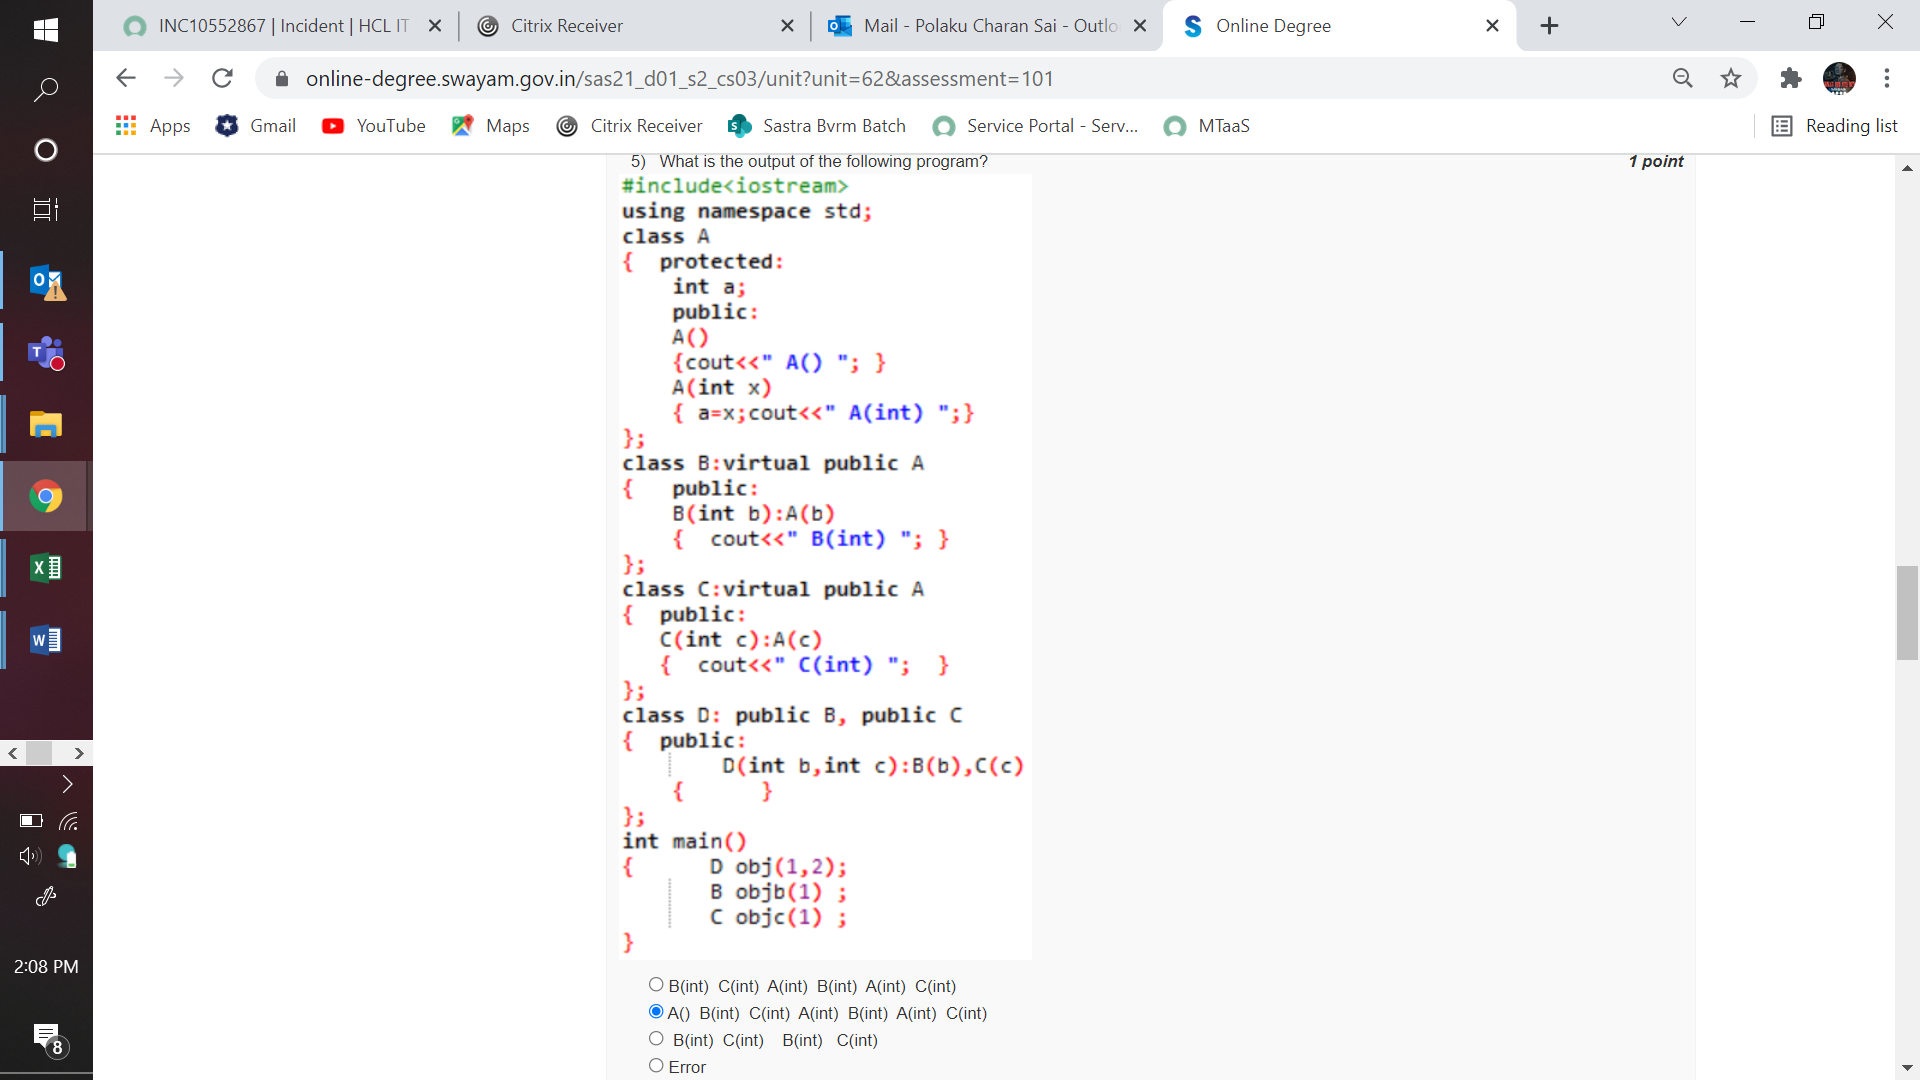 INC10552867 | Incident | HCL IT
Citrix Receiver
Mail - Polaku Charan Sai - Outlo
Online Degree
online-degree.swayam.gov.in/sas21_d01_s2_cs03/unit?unit=62&assessment=101
Apps
Gmail
YouTube
Maps
Citrix Receiver
Sastra Bvrm Batch
Service Portal - Serv...
MTaaS
Reading list
5) What is the output of the following program?
1 point
#include<iostream>
using namespace std;
class A
{ protected:
int a;
public:
A()
{cout<<" A() "; }
A(int x)
{ a=x;cout<<" A(int) ";}
};
class B:virtual public A
{ public:
B(int b):A(b)
{ cout<<" B(int) "; }
};
class C:virtual public A
{ public:
C(int c):A(c)
{ cout<<" C(int) "; }
};
class D: public B, public C
{ public:
D(int b,int c):B(b),C(c)
{ }
};
int main()
{ D obj(1,2);
B objb(1) ;
C objc(1) ;
}
B(int) C(int) A(int) B(int) A(int) C(int)
A() B(int) C(int) A(int) B(int) A(int) C(int)
B(int) C(int) B(int) C(int)
Error
2:08 PM
8